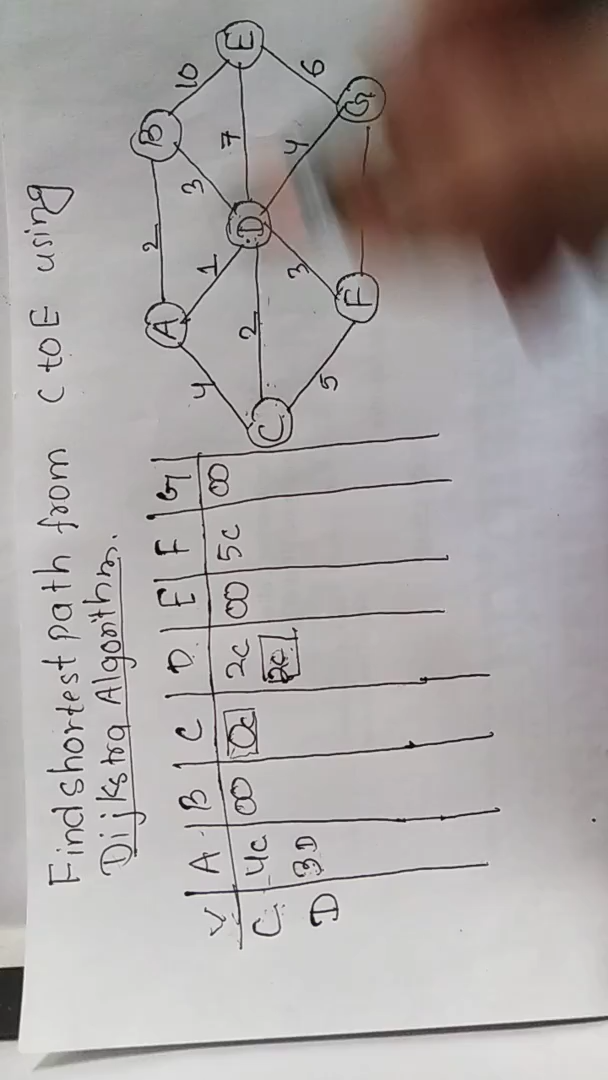 Find shortest path from C to E using
Dijkstra Algorithm.
V A B C D E F G
C 4C ∞ 0C 2C ∞ 5C ∞
D 3D 2C
B 10 E
2 3 7 6
A 1 D 4 G
4 2 3
C 5 F